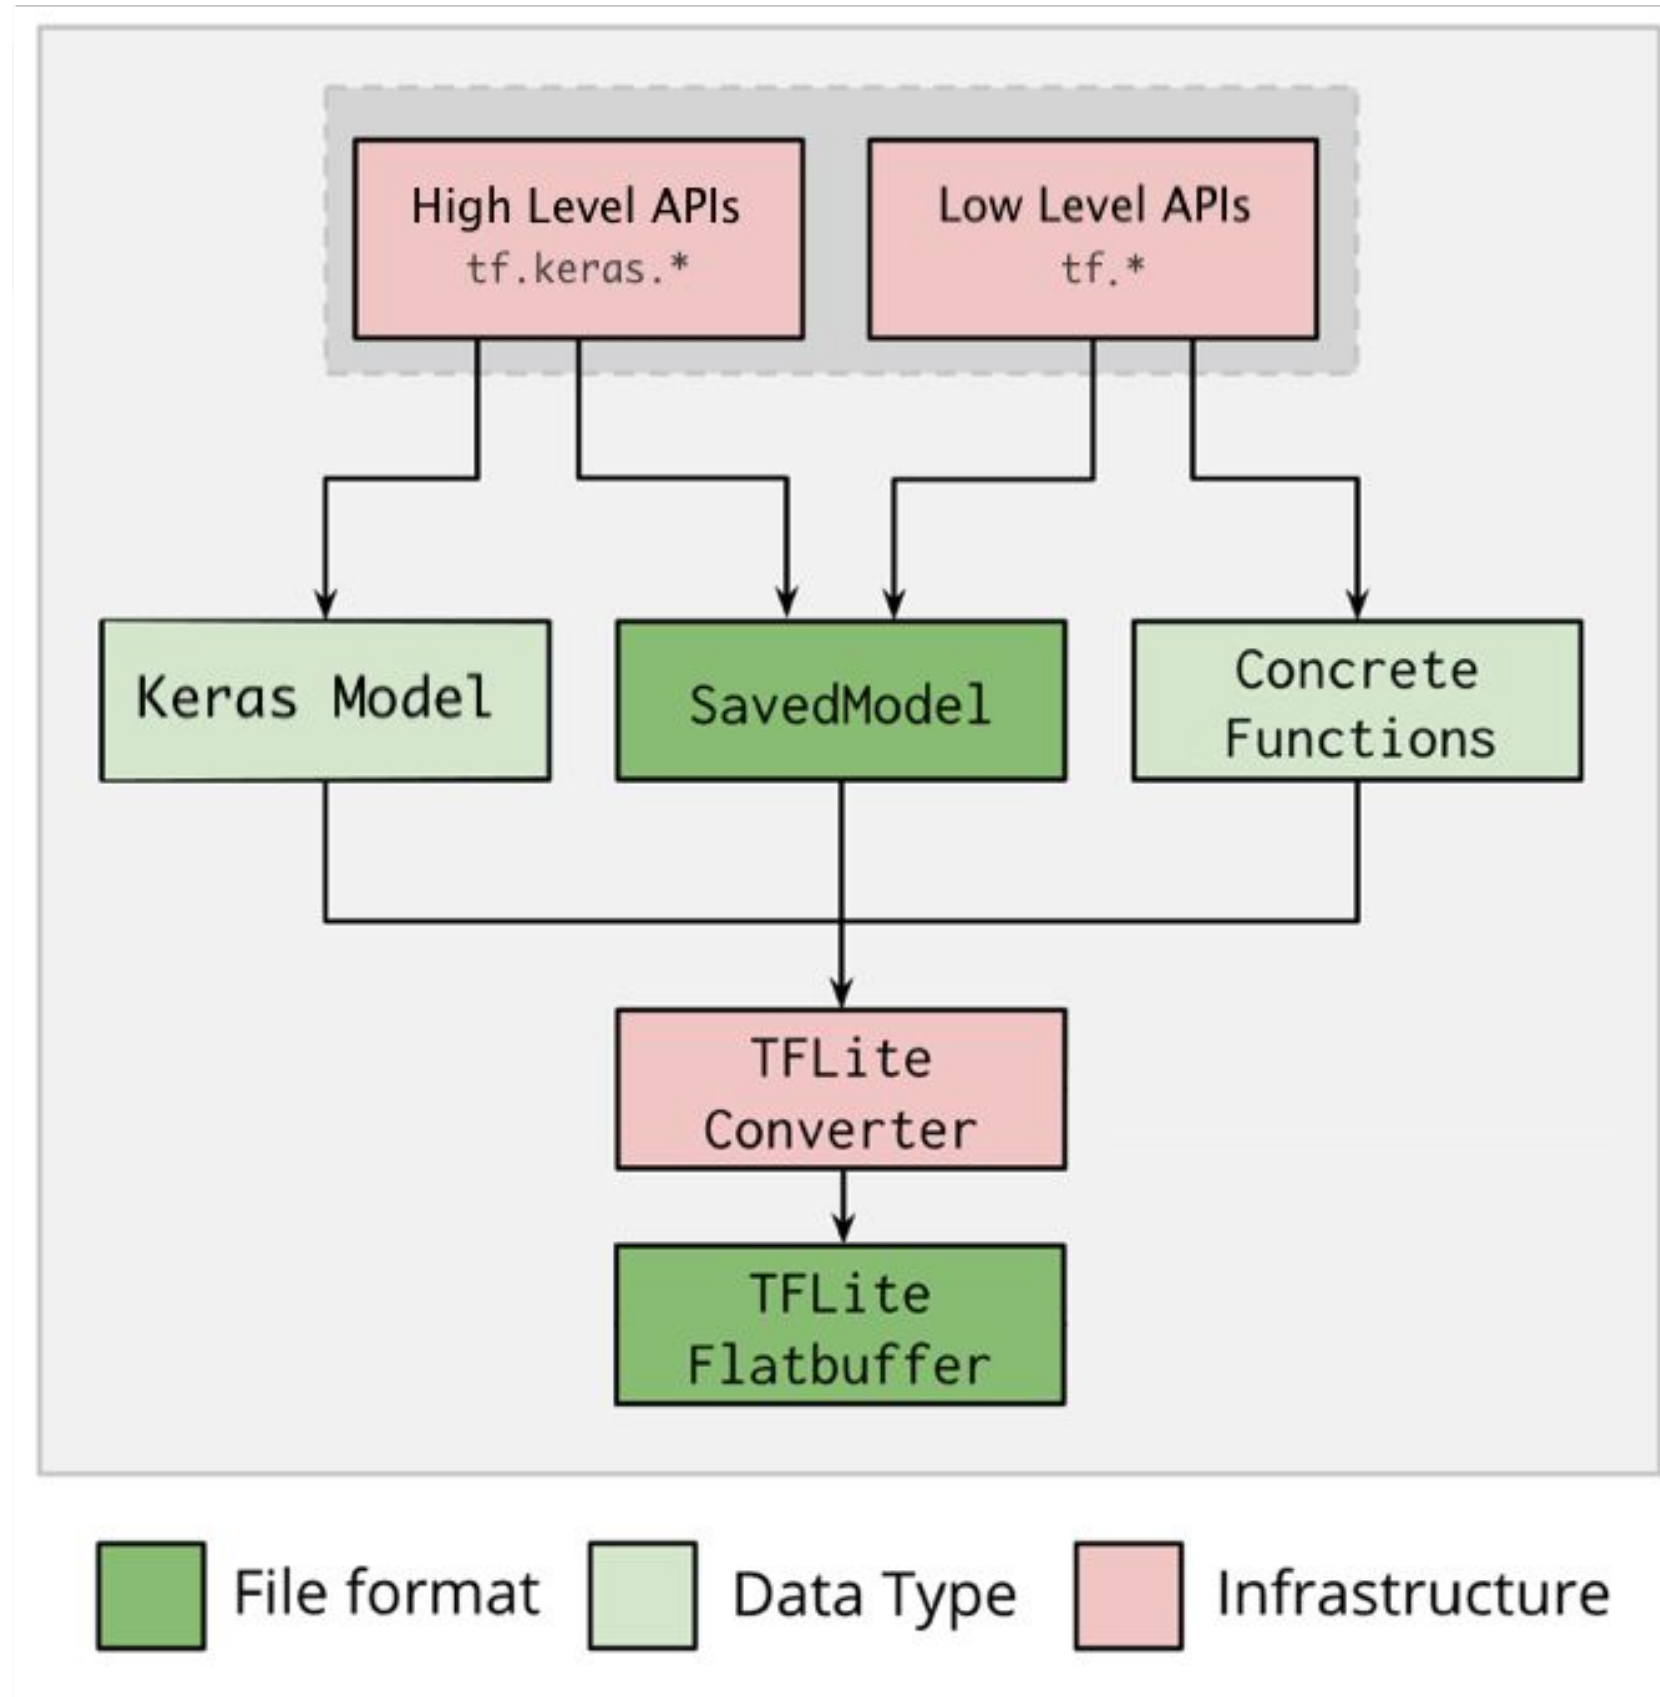 High Level APIs
tf.keras.*
Low Level APIs
tf.*
Keras Model
SavedModel
Concrete
Functions
TFLite
Converter
TFLite
Flatbuffer
File format
Data Type
Infrastructure